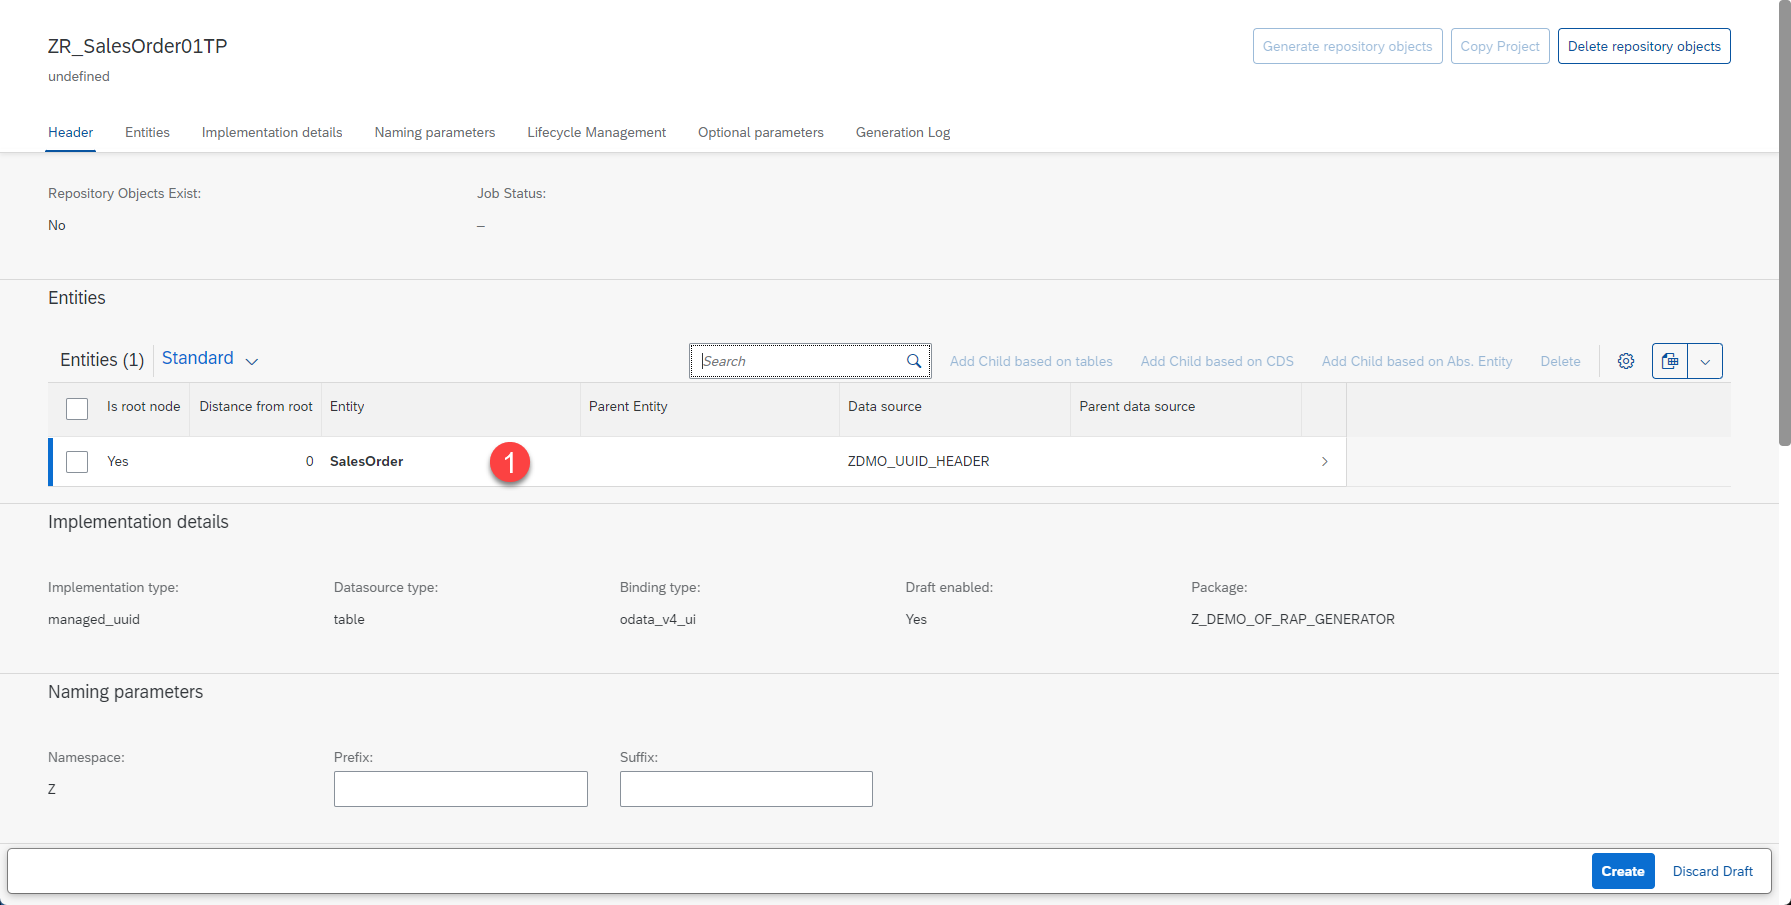 ZR_SalesOrder01TP
Generate repository objects Copy Project Delete repository objects
undefined
Header Entities Implementation details Naming parameters Lifecycle Management Optional parameters Generation Log
Repository Objects Exist: Job Status:
No –
Entities
Entities (1) Standard Search Add Child based on tables Add Child based on CDS Add Child based on Abs. Entity Delete
Is root node Distance from root Entity Parent Entity Data source Parent data source
Yes 0 SalesOrder 1 ZDMO_UUID_HEADER
Implementation details
Implementation type: Datasource type: Binding type: Draft enabled: Package:
managed_uuid table odata_v4_ui Yes Z_DEMO_OF_RAP_GENERATOR
Naming parameters
Namespace: Prefix: Suffix:
Z
Create Discard Draft